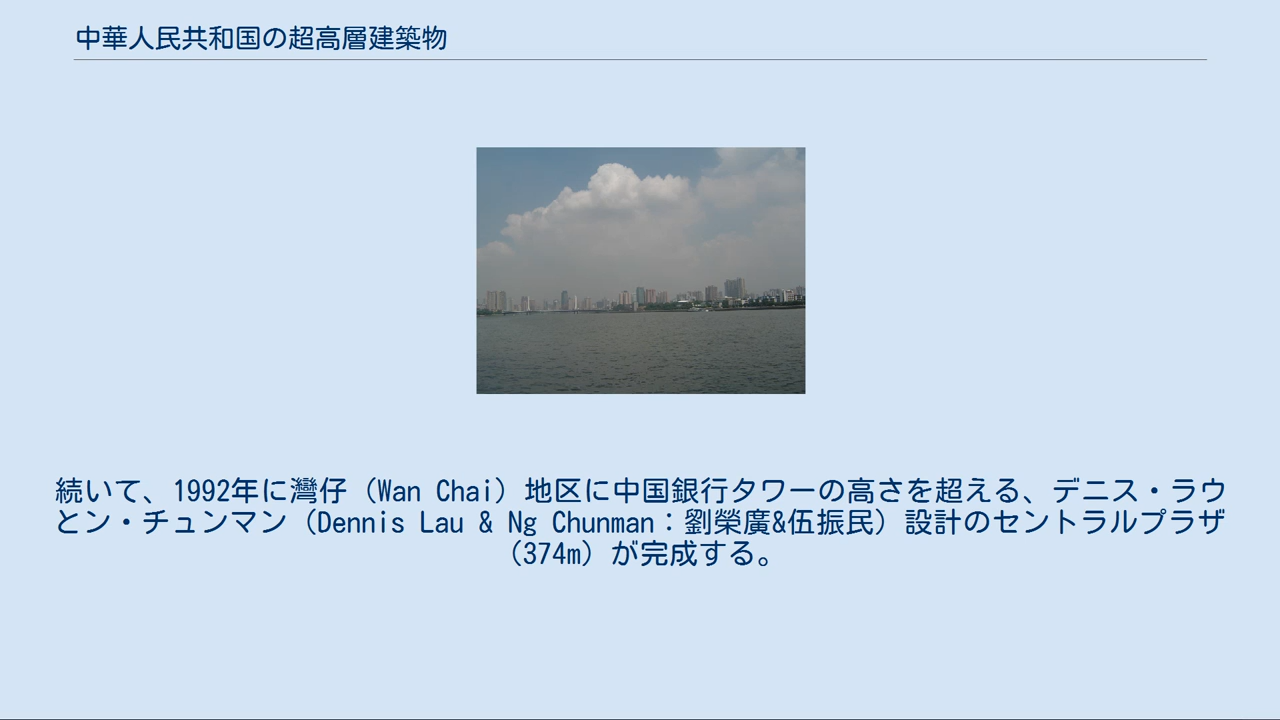 中華人民共和国の超高層建築物
続いて、1992年に灣仔（Wan Chai）地区に中国銀行タワーの高さを超える、デニス・ラウ
とン・チュンマン（Dennis Lau & Ng Chunman：劉榮廣&伍振民）設計のセントラルプラザ
（374m）が完成する。